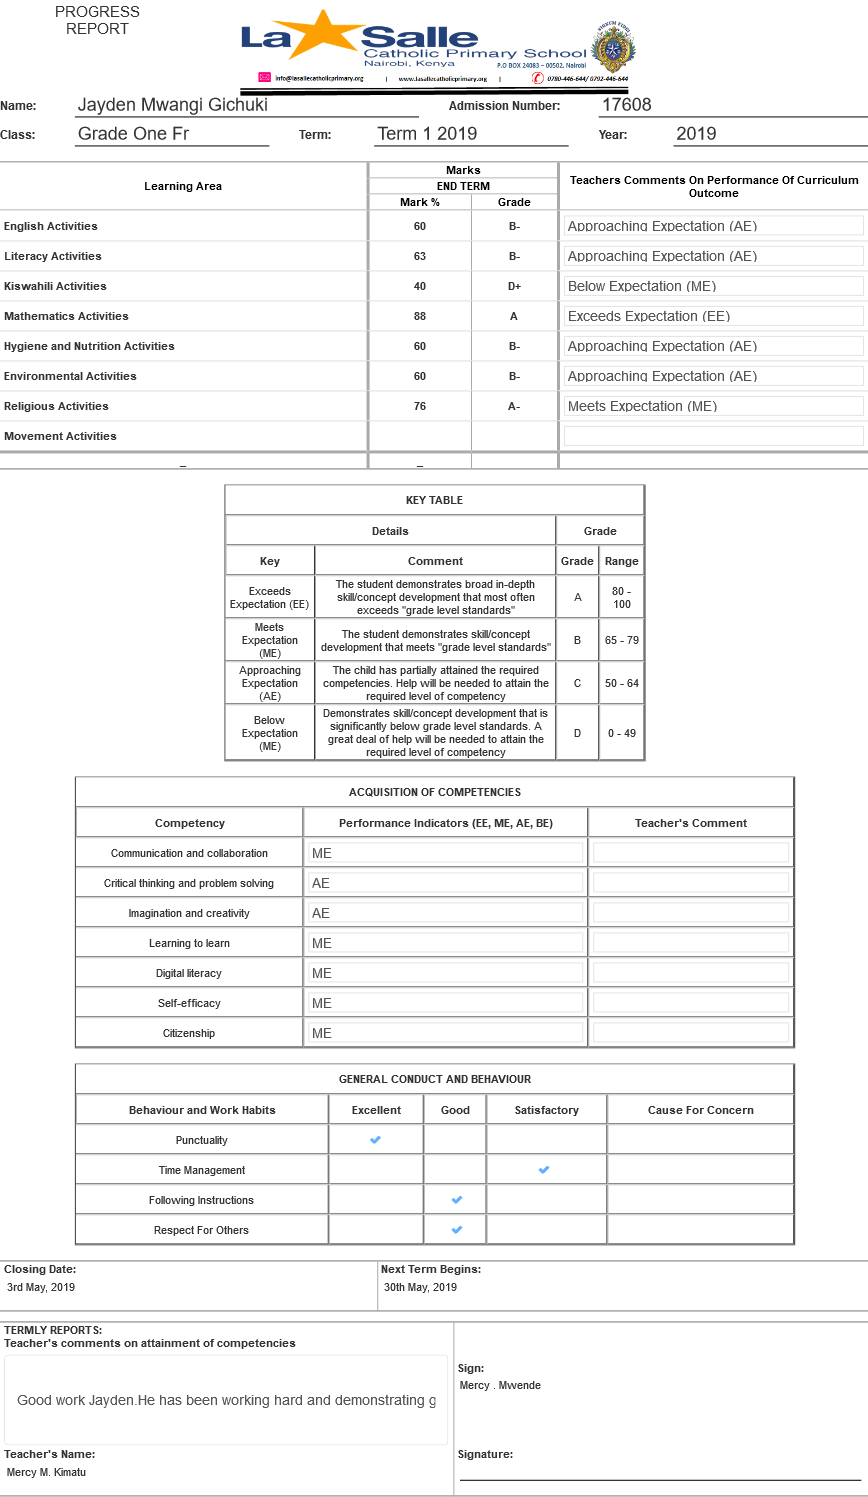 PROGRESS
REPORT
La Salle
Catholic Primary School
Nairobi, Kenya
P.O BOX 24083 – 00502, Nairobi
info@lasallecatholicprimary.org | www.lasallecatholicprimary.org | 0780-446-644/ 0792-446-644
Name: Jayden Mwangi Gichuki Admission Number: 17608
Class: Grade One Fr Term: Term 1 2019 Year: 2019
Learning Area Marks Teachers Comments On Performance Of Curriculum Outcome
END TERM
Mark % Grade
English Activities 60 B- Approaching Expectation (AE)
Literacy Activities 63 B- Approaching Expectation (AE)
Kiswahili Activities 40 D+ Below Expectation (ME)
Mathematics Activities 88 A Exceeds Expectation (EE)
Hygiene and Nutrition Activities 60 B- Approaching Expectation (AE)
Environmental Activities 60 B- Approaching Expectation (AE)
Religious Activities 76 A- Meets Expectation (ME)
Movement Activities
_ _
KEY TABLE
Details Grade
Key Comment Grade Range
Exceeds Expectation (EE) The student demonstrates broad in-depth skill/concept development that most often exceeds "grade level standards" A 80 - 100
Meets Expectation (ME) The student demonstrates skill/concept development that meets "grade level standards" B 65 - 79
Approaching Expectation (AE) The child has partially attained the required competencies. Help will be needed to attain the required level of competency C 50 - 64
Below Expectation (ME) Demonstrates skill/concept development that is significantly below grade level standards. A great deal of help will be needed to attain the required level of competency D 0 - 49
ACQUISITION OF COMPETENCIES
Competency Performance Indicators (EE, ME, AE, BE) Teacher's Comment
Communication and collaboration ME
Critical thinking and problem solving AE
Imagination and creativity AE
Learning to learn ME
Digital literacy ME
Self-efficacy ME
Citizenship ME
GENERAL CONDUCT AND BEHAVIOUR
Behaviour and Work Habits Excellent Good Satisfactory Cause For Concern
Punctuality ✔
Time Management ✔
Following Instructions ✔
Respect For Others ✔
Closing Date: Next Term Begins:
3rd May, 2019 30th May, 2019
TERMLY REPORTS:
Teacher's comments on attainment of competencies
Good work Jayden.He has been working hard and demonstrating g
Sign:
Mercy . Mwende
Teacher's Name: Signature:
Mercy M. Kimatu